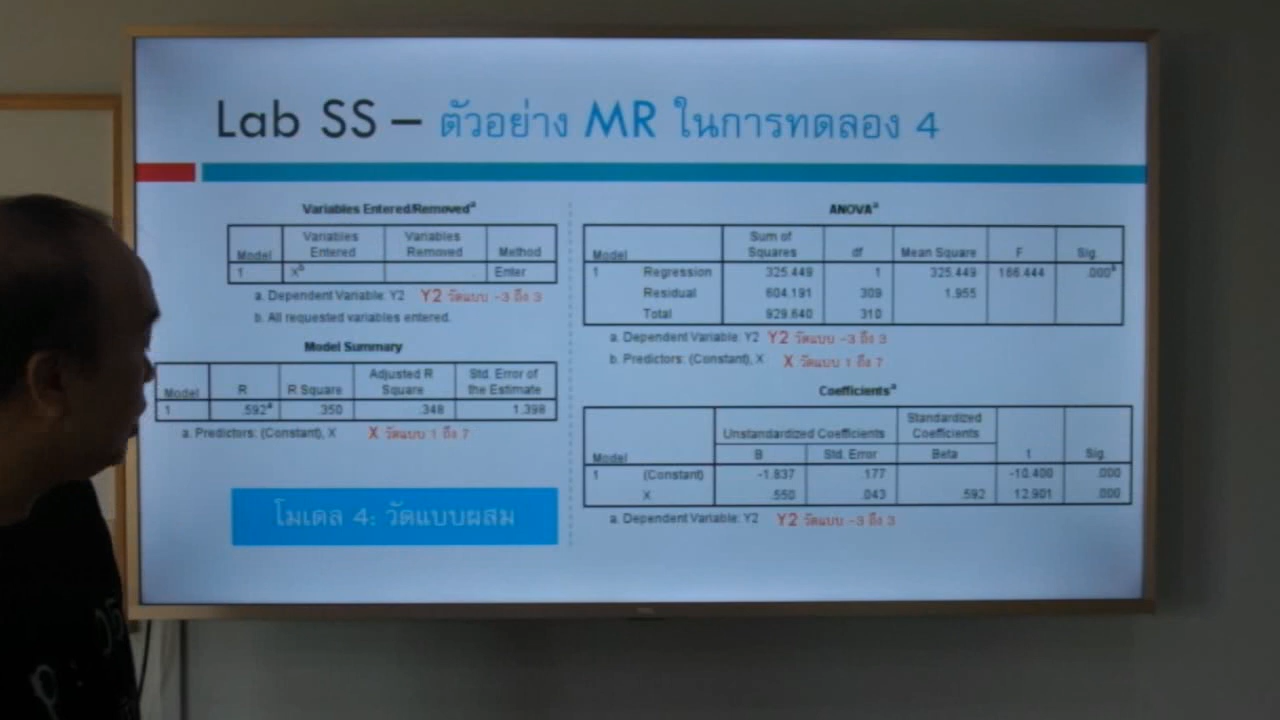 Lab SS – ตัวอย่าง MR ในการทดลอง 4
Variables Entered/Removedᵃ
Model Variables Entered Variables Removed Method
1 Xᵇ Enter
a. Dependent Variable: Y2 Y2 วัดแบบ -3 ถึง 3
b. All requested variables entered.
Model Summary
Model R R Square Adjusted R Square Std. Error of the Estimate
1 .592ᵃ .350 .348 1.398
a. Predictors: (Constant), X X วัดแบบ 1 ถึง 7
โมเดล 4: วัดแบบผสม
ANOVAᵃ
Model Sum of Squares df Mean Square F Sig.
1 Regression 325.449 1 325.449 166.444 .000ᵇ
Residual 604.191 309 1.955
Total 929.640 310
a. Dependent Variable: Y2 Y2 วัดแบบ -3 ถึง 3
b. Predictors: (Constant), X X วัดแบบ 1 ถึง 7
Coefficientsᵃ
Model Unstandardized Coefficients Standardized Coefficients t Sig.
B Std. Error Beta
1 (Constant) -1.837 .177 -10.400 .000
X .550 .043 .592 12.901 .000
a. Dependent Variable: Y2 Y2 วัดแบบ -3 ถึง 3